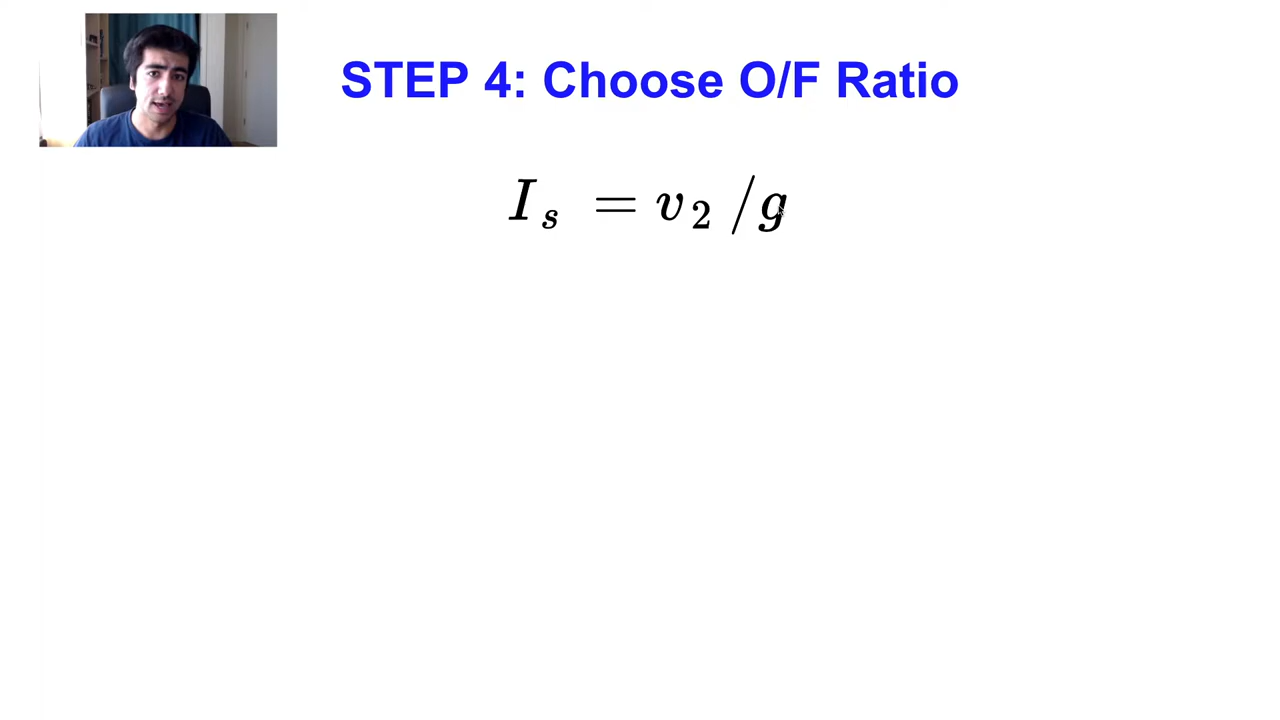 STEP 4: Choose O/F Ratio
I_s = v_2 / g